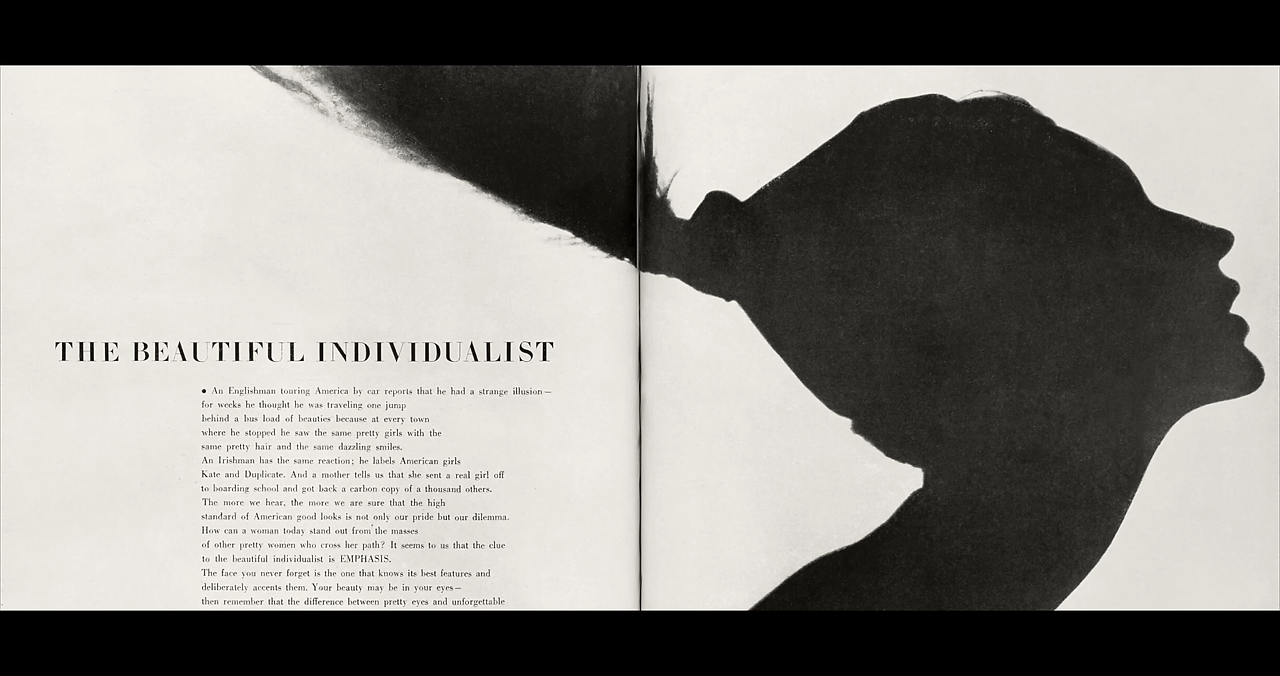 THE BEAUTIFUL INDIVIDUALIST
● An Englishman touring America by car reports that he had a strange illusion—
for weeks he thought he was traveling one jump
behind a bus load of beauties because at every town
where he stopped he saw the same pretty girls with the
same pretty hair and the same dazzling smiles.
An Irishman has the same reaction; he labels American girls
Kate and Duplicate. And a mother tells us that she sent a real girl off
to boarding school and got back a carbon copy of a thousand others.
The more we hear, the more we are sure that the high
standard of American good looks is not only our pride but our dilemma.
How can a woman today stand out from the masses
of other pretty women who cross her path? It seems to us that the clue
to the beautiful individualist is EMPHASIS.
The face you never forget is the one that knows its best features and
deliberately accents them. Your beauty may be in your eyes—
then remember that the difference between pretty eyes and unforgettable